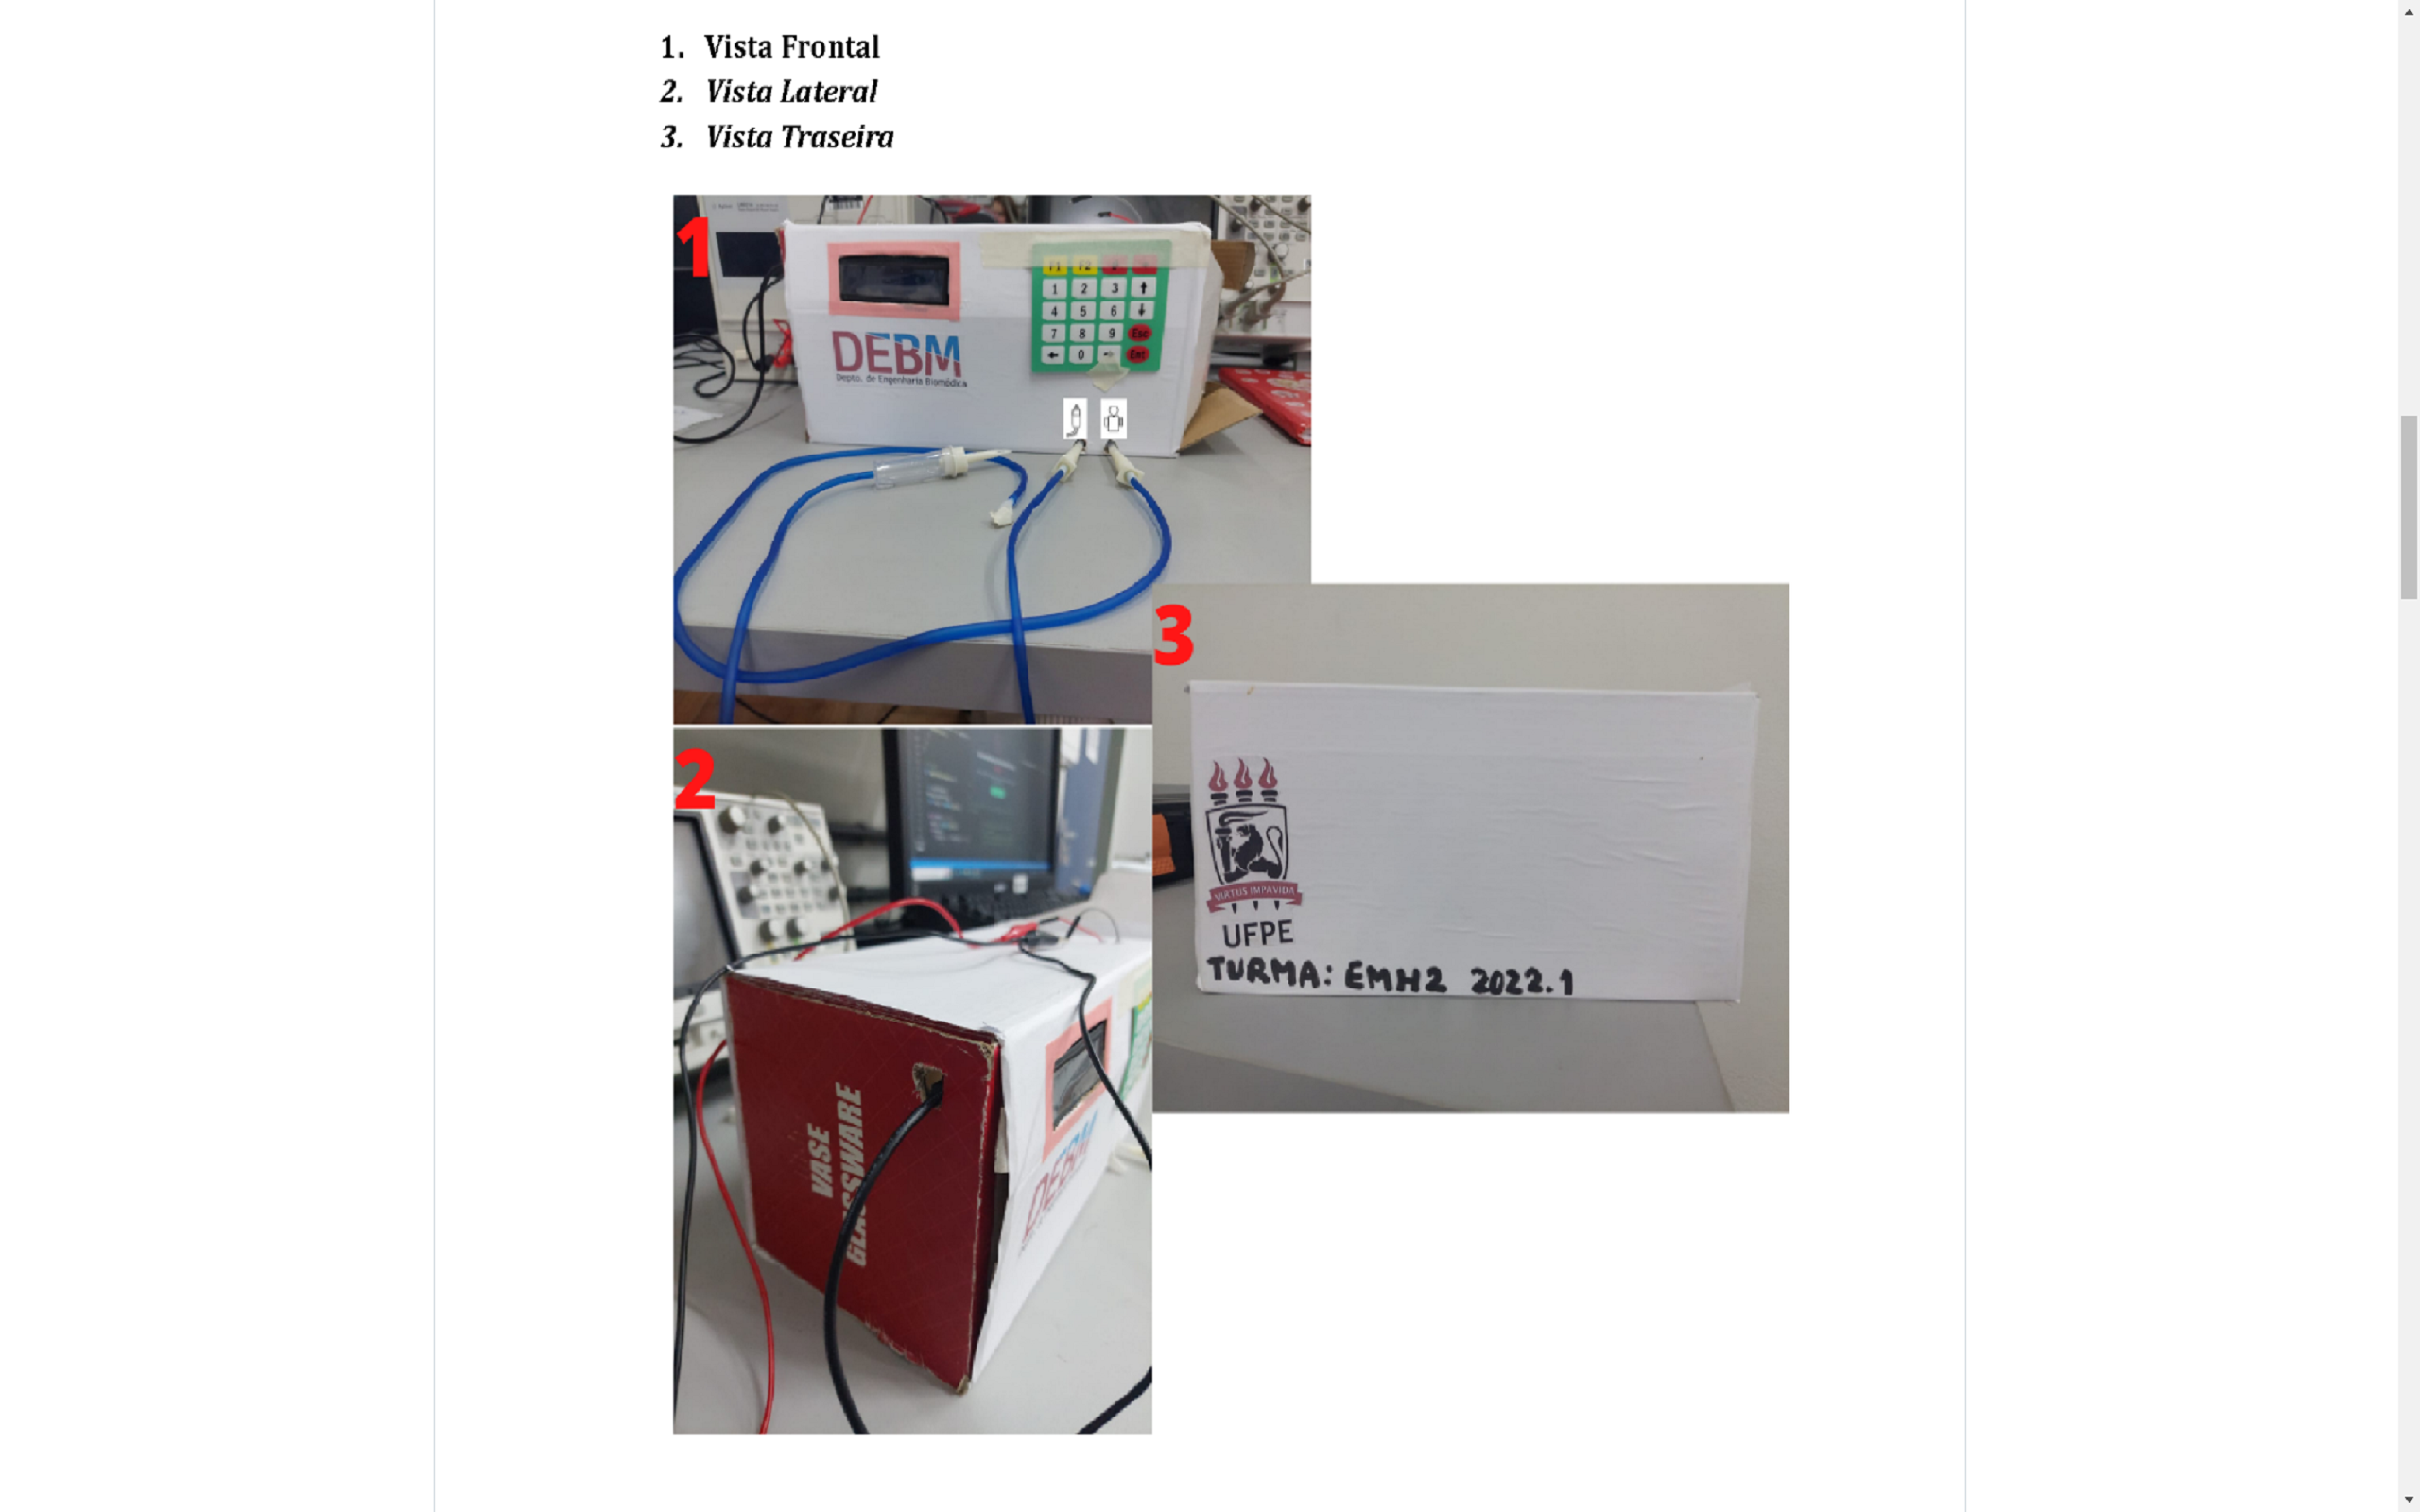 1. Vista Frontal
2. Vista Lateral
3. Vista Traseira
1
F1 F2
1 2 3
4 5 6
7 8 9 Esc
0 Ent
DEBM
Depto. de Engenharia Biomédica
3
VIRTUS IMPAVIDA
UFPE
TURMA: EMH2 2022.1
2
VASE
GLASSWARE
DEBM